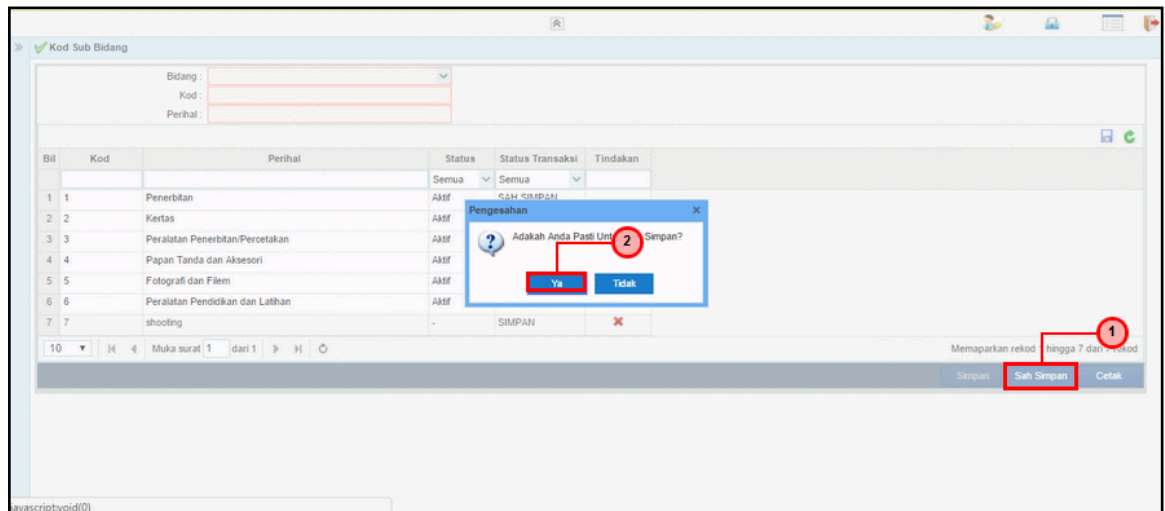 Kod Sub Bidang
Bidang :
Kod :
Perihal :
Bil Kod Perihal Status Status Transaksi Tindakan
Semua Semua
1 1 Penerbitan Aktif SAH SIMPAN
2 2 Kertas Aktif
3 3 Peralatan Penerbitan/Percetakan Aktif
4 4 Papan Tanda dan Aksesori Aktif
5 5 Fotografi dan Filem Aktif
6 6 Peralatan Pendidikan dan Latihan Aktif
7 7 shooting - SIMPAN
Pengesahan
Adakah Anda Pasti Simpan?
2
Ya Tidak
1
10 Muka surat 1 dari 1 Memaparkan rekod 1 hingga 7 dari rekod
Simpan Sah Simpan Cetak
javascript:void(0)